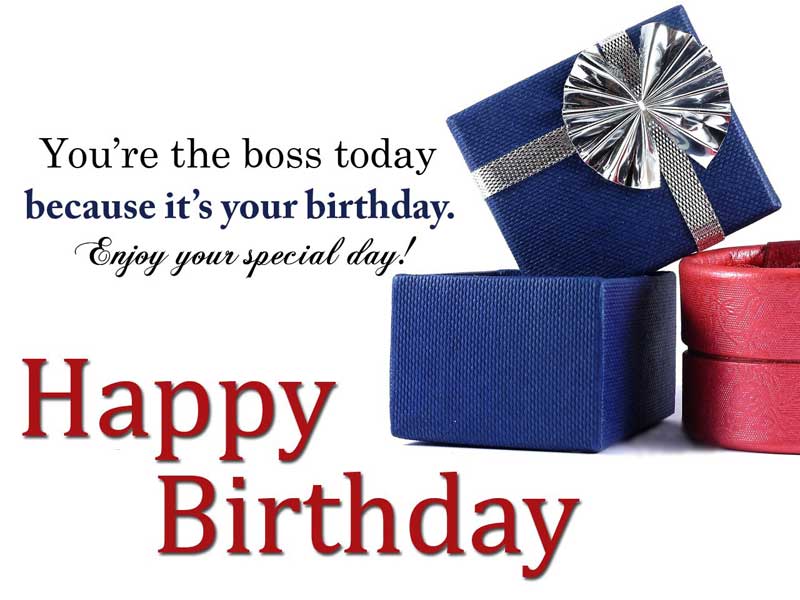 You're the boss today
because it's your birthday.
Enjoy your special day!
Happy
Birthday